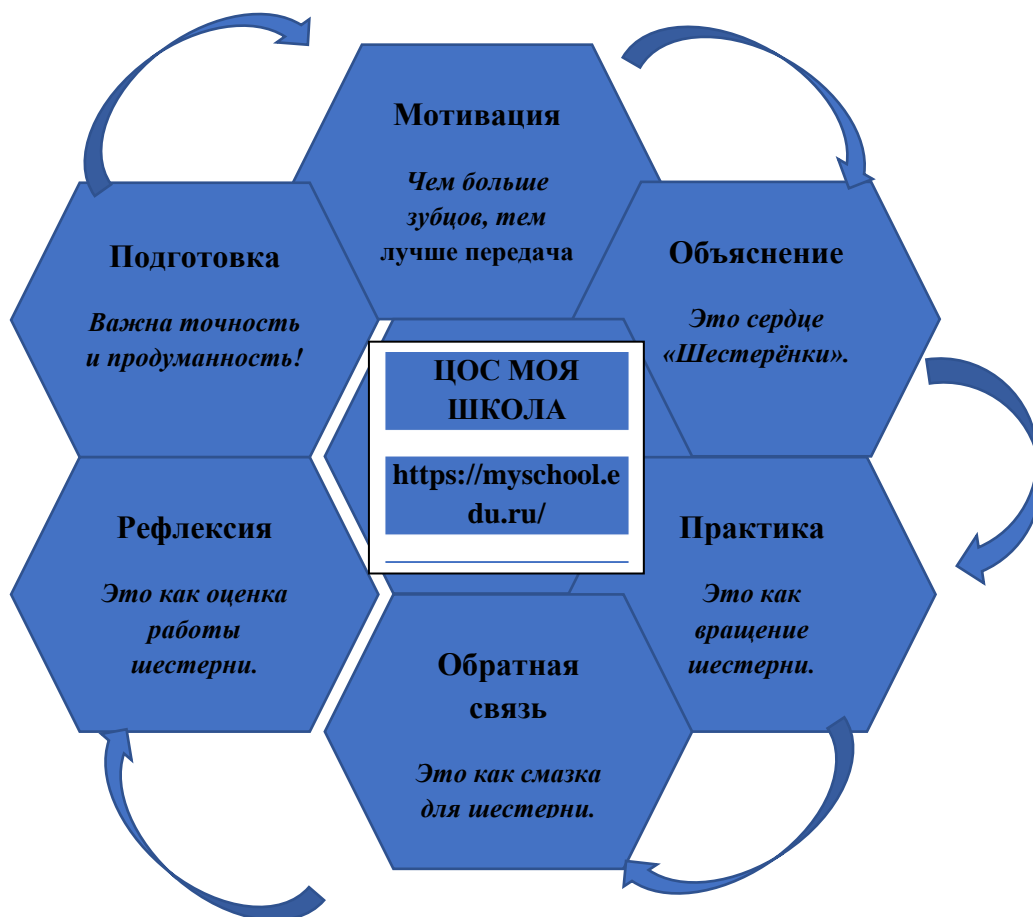 Мотивация
Чем больше
зубцов, тем
лучше передача
Подготовка
Важна точность
и продуманность!
Объяснение
Это сердце
«Шестерёнки».
ЦОС МОЯ
ШКОЛА
https://myschool.e
du.ru/
Рефлексия
Это как оценка
работы
шестерни.
Практика
Это как
вращение
шестерни.
Обратная
связь
Это как смазка
для шестерни.